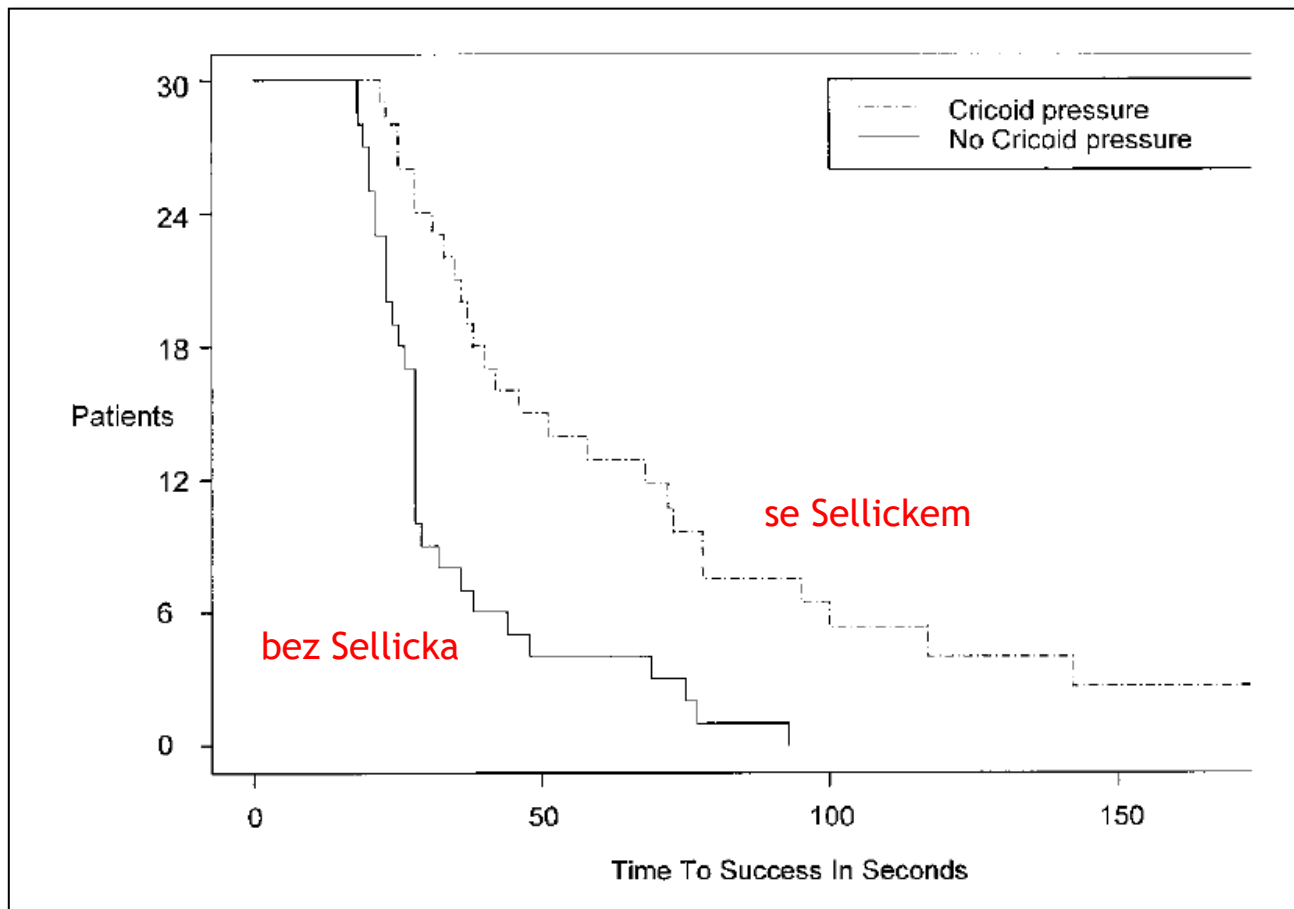 30
24
18
12
6
0
Patients
Cricoid pressure
No Cricoid pressure
se Sellickem
bez Sellicka
0 50 100 150
Time To Success In Seconds